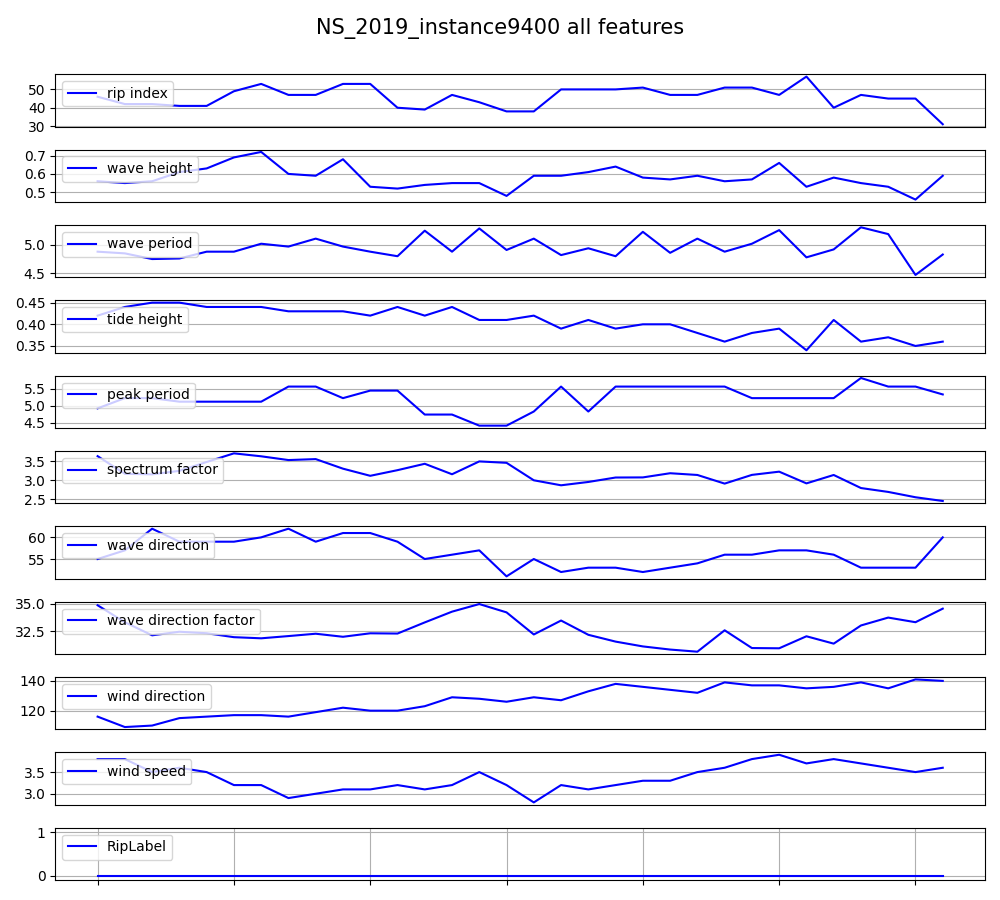 NS_2019_instance9400 all features
50
40
30
rip index
0.7
0.6
0.5
wave height
5.0
4.5
wave period
0.45
0.40
0.35
tide height
5.5
5.0
4.5
peak period
3.5
3.0
2.5
spectrum factor
60
55
wave direction
35.0
32.5
wave direction factor
140
120
wind direction
3.5
3.0
wind speed
1
0
RipLabel